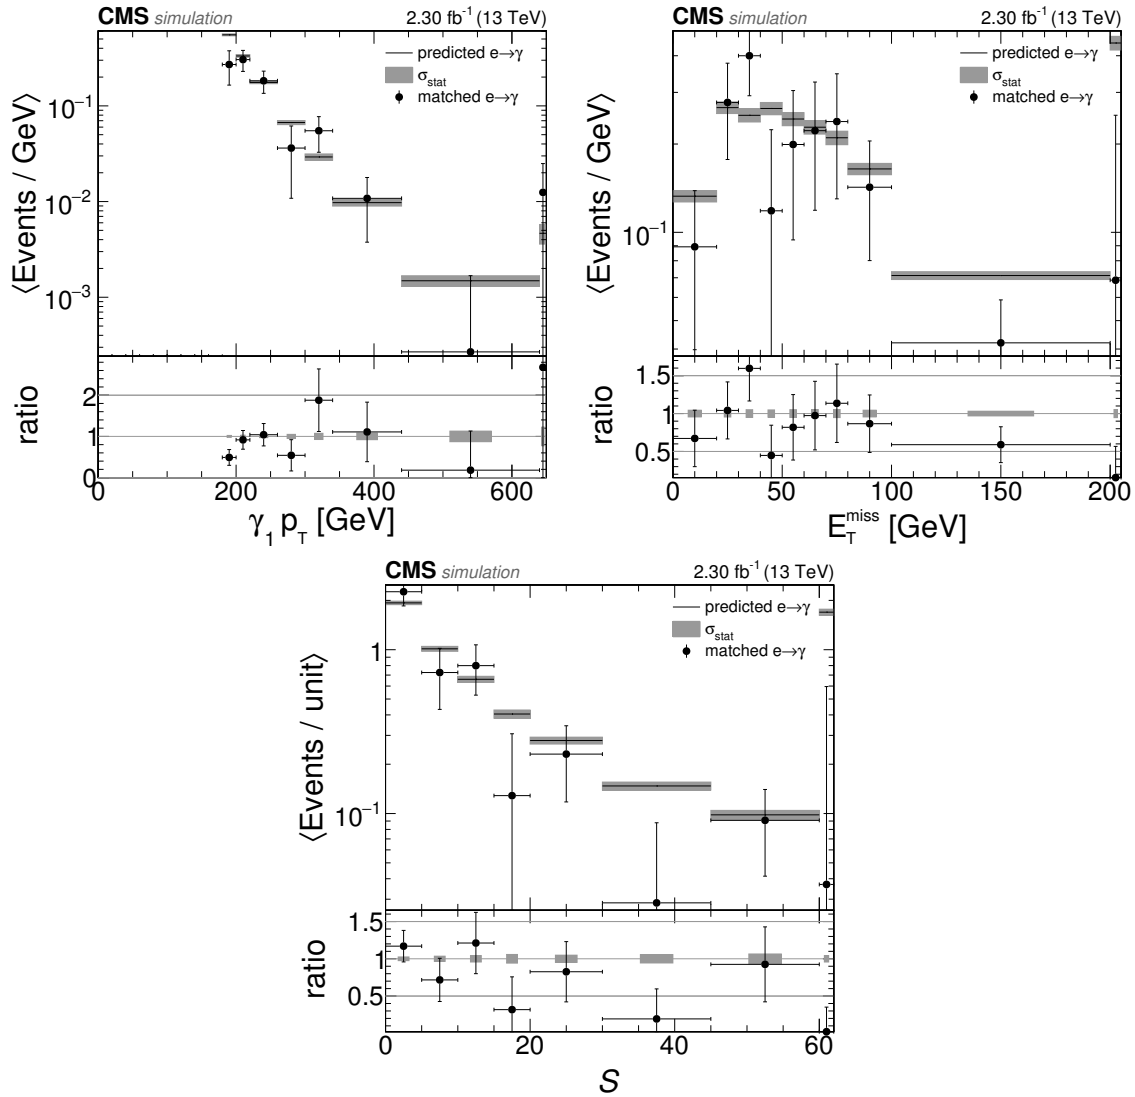 CMS simulation 2.30 fb⁻¹ (13 TeV)
predicted e→γ
σstat
matched e→γ
⟨Events / GeV⟩
10⁻¹
10⁻²
10⁻³
ratio
2
1
0
0 200 400 600
γ₁ pT [GeV]
CMS simulation 2.30 fb⁻¹ (13 TeV)
predicted e→γ
σstat
matched e→γ
⟨Events / GeV⟩
10⁻¹
ratio
1.5
1
0.5
0 50 100 150 200
ETmiss [GeV]
CMS simulation 2.30 fb⁻¹ (13 TeV)
predicted e→γ
σstat
matched e→γ
⟨Events / unit⟩
1
10⁻¹
ratio
1.5
1
0.5
0 20 40 60
S